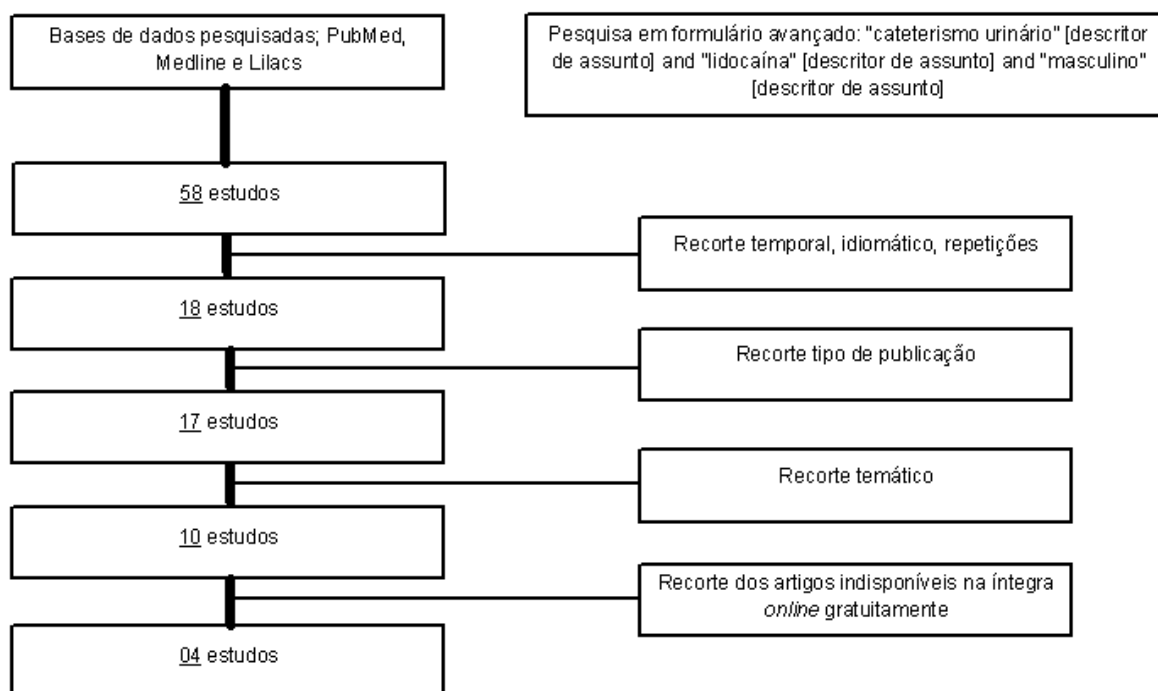 Bases de dados pesquisadas; PubMed,
Medline e Lilacs
Pesquisa em formulário avançado: "cateterismo urinário" [descritor
de assunto] and "lidocaína" [descritor de assunto] and "masculino"
[descritor de assunto]
58 estudos
Recorte temporal, idiomático, repetições
18 estudos
Recorte tipo de publicação
17 estudos
Recorte temático
10 estudos
Recorte dos artigos indisponíveis na íntegra
online gratuitamente
04 estudos